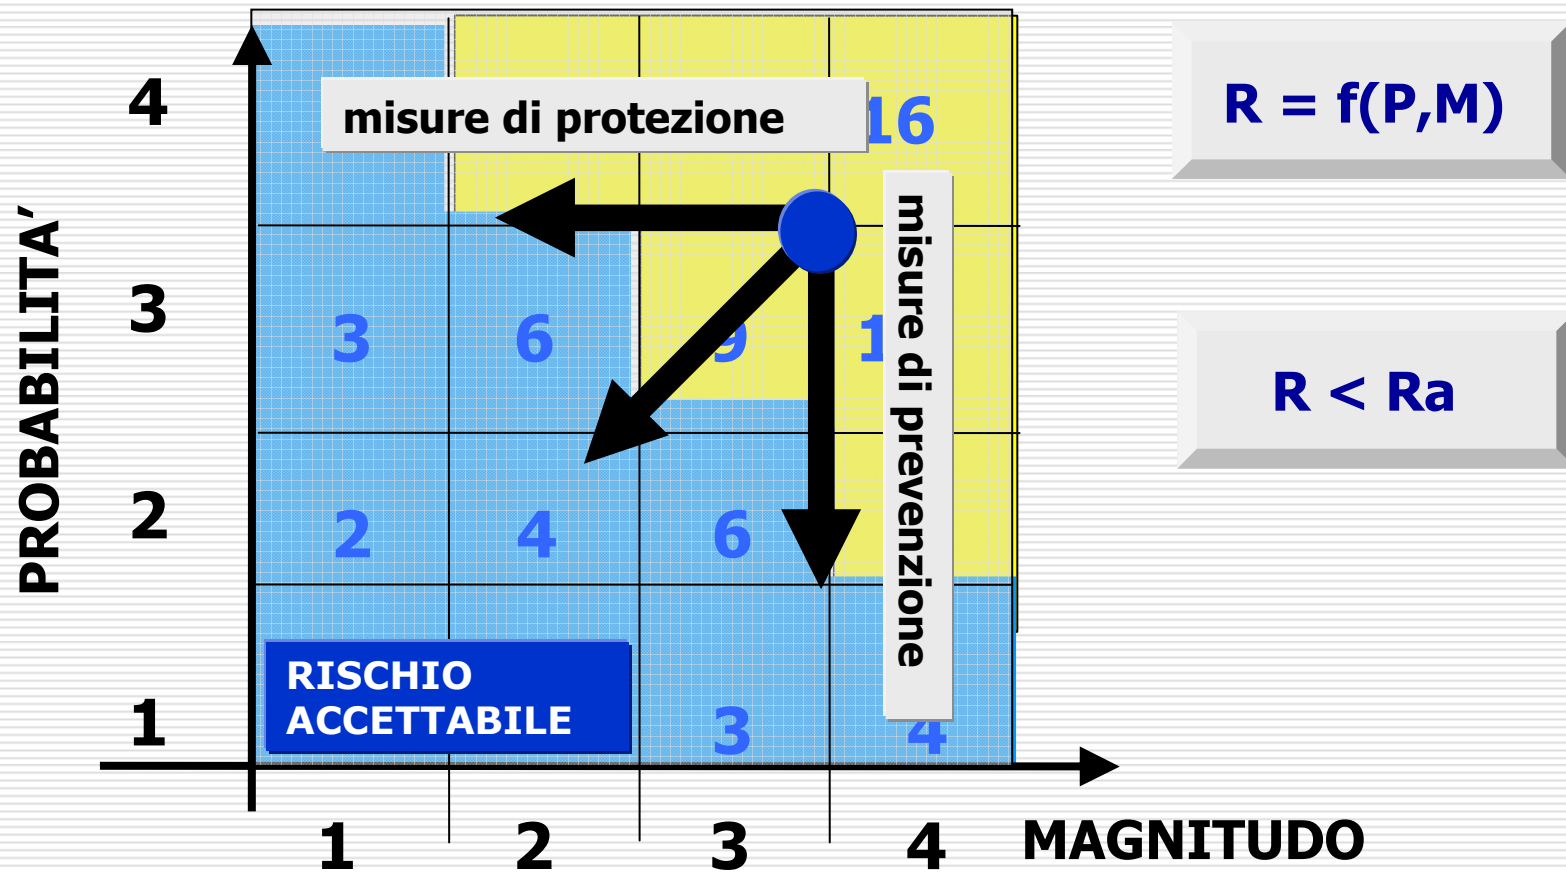 4
misure di protezione
16
R = f(P,M)
PROBABILITA’
misure di prevenzione
3
3
6
9
R < Ra
2
2
4
6
1
RISCHIO
ACCETTABILE
3
4
1
2
3
4
MAGNITUDO